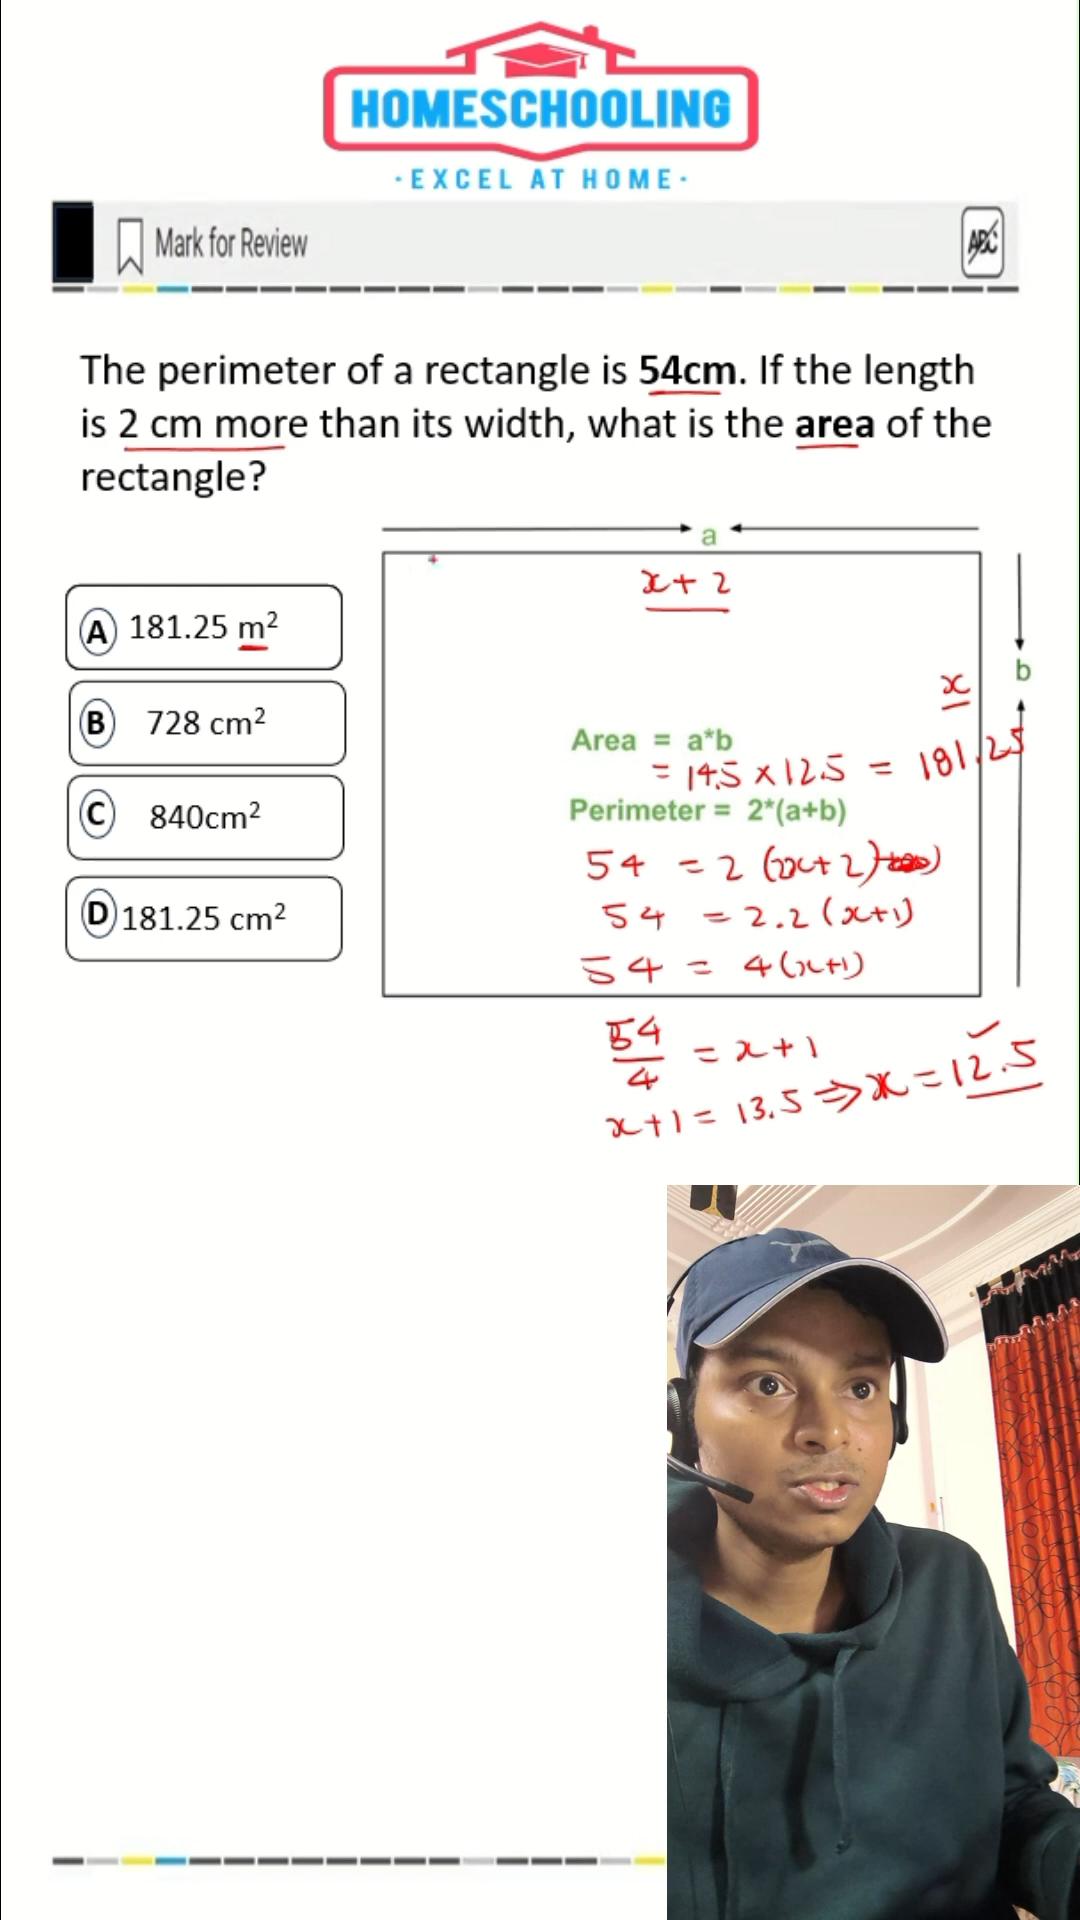 HOMESCHOOLING
·EXCEL AT HOME·
Mark for Review
ABC
The perimeter of a rectangle is 54cm. If the length
is 2 cm more than its width, what is the area of the
rectangle?
a
x + 2
A 181.25 m²
b
x
B 728 cm²
Area = a*b
= 14.5 × 12.5 = 181.25
C 840cm²
Perimeter = 2*(a+b)
54 = 2 (2x+2)
D 181.25 cm²
54 = 2.2 (x+1)
54 = 4(x+1)
54/4 = x+1
x+1 = 13.5 ⇒ x = 12.5